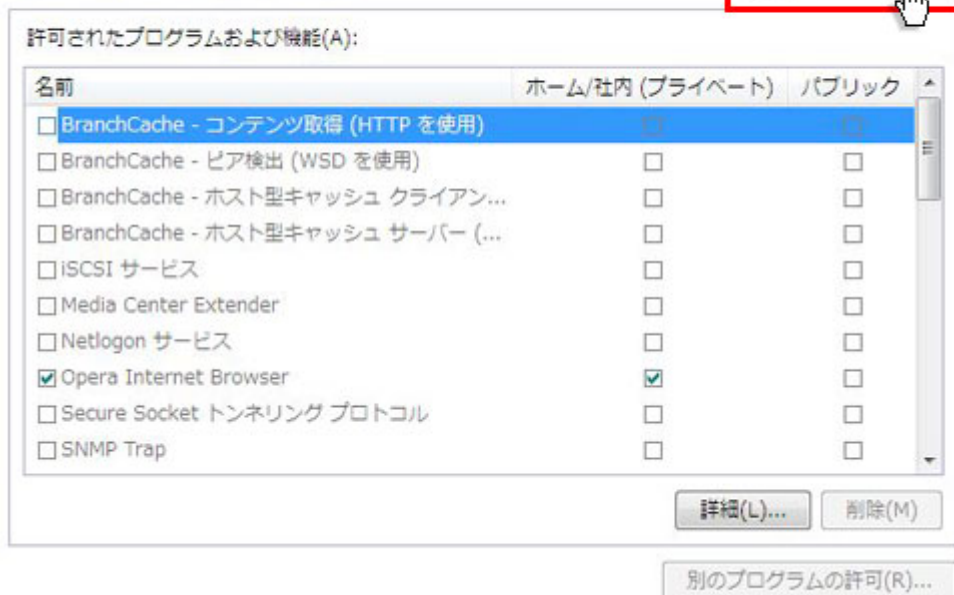 許可されたプログラムおよび機能(A):
名前 ホーム/社内 (プライベート) パブリック
BranchCache - コンテンツ取得 (HTTP を使用)
BranchCache - ピア検出 (WSD を使用)
BranchCache - ホスト型キャッシュ クライアン...
BranchCache - ホスト型キャッシュ サーバー (...
iSCSI サービス
Media Center Extender
Netlogon サービス
Opera Internet Browser
Secure Socket トンネリング プロトコル
SNMP Trap
詳細(L)... 削除(M)
別のプログラムの許可(R)...